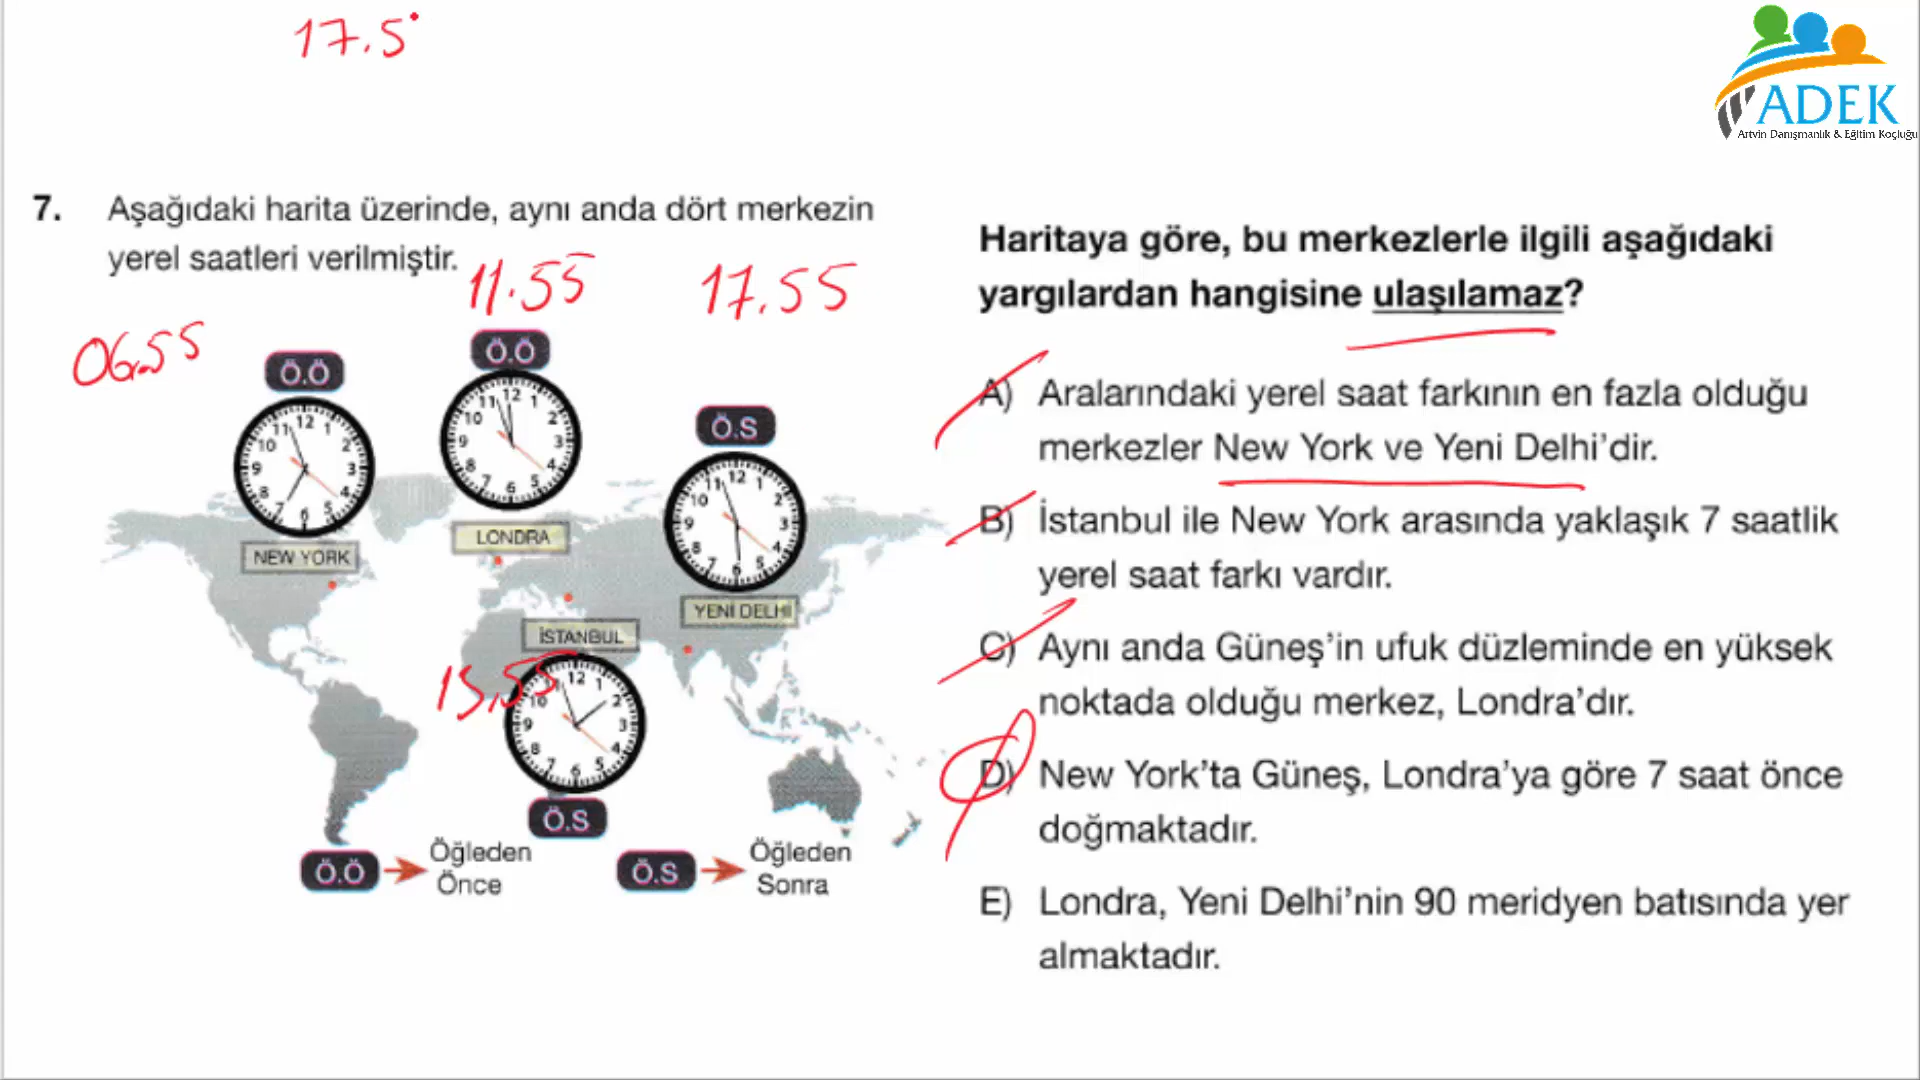 17.5
ADEK
Artvin Danışmanlık & Eğitim Koçluğu
7. Aşağıdaki harita üzerinde, aynı anda dört merkezin
yerel saatleri verilmiştir.
11.55
17.55
06.55
Ö.Ö
Ö.Ö
Ö.S
NEW YORK
LONDRA
YENİ DELHI
İSTANBUL
13.55
Ö.S
Ö.Ö Öğleden
Önce
Ö.S Öğleden
Sonra
Haritaya göre, bu merkezlerle ilgili aşağıdaki
yargılardan hangisine ulaşılamaz?
A) Aralarındaki yerel saat farkının en fazla olduğu
merkezler New York ve Yeni Delhi’dir.
B) İstanbul ile New York arasında yaklaşık 7 saatlik
yerel saat farkı vardır.
C) Aynı anda Güneş’in ufuk düzleminde en yüksek
noktada olduğu merkez, Londra’dır.
D) New York’ta Güneş, Londra’ya göre 7 saat önce
doğmaktadır.
E) Londra, Yeni Delhi’nin 90 meridyen batısında yer
almaktadır.